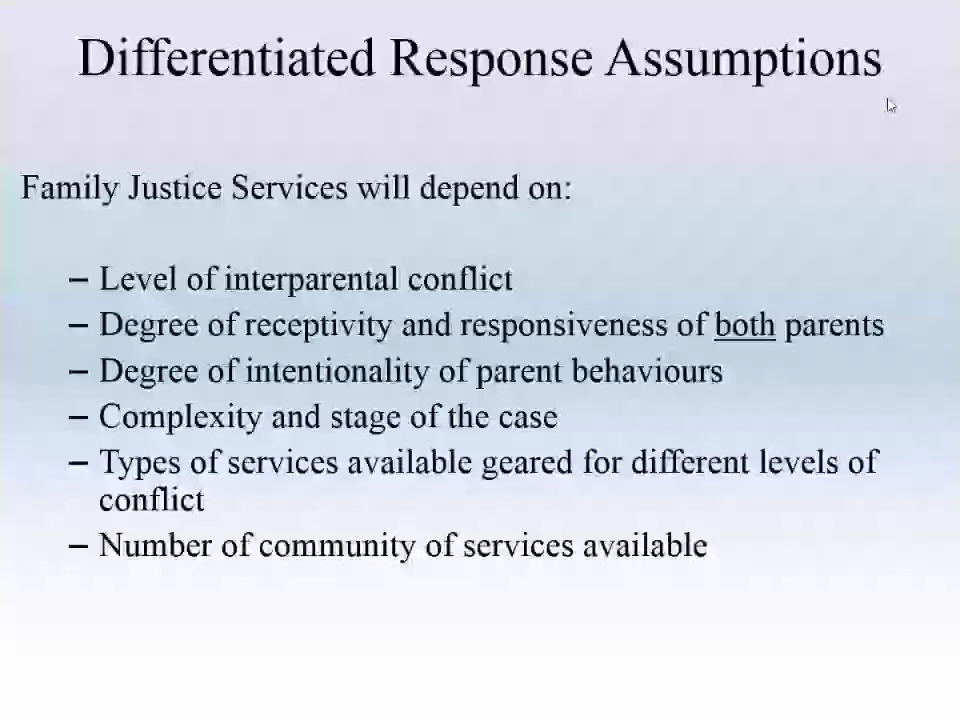 Differentiated Response Assumptions
Family Justice Services will depend on:
– Level of interparental conflict
– Degree of receptivity and responsiveness of both parents
– Degree of intentionality of parent behaviours
– Complexity and stage of the case
– Types of services available geared for different levels of
conflict
– Number of community of services available